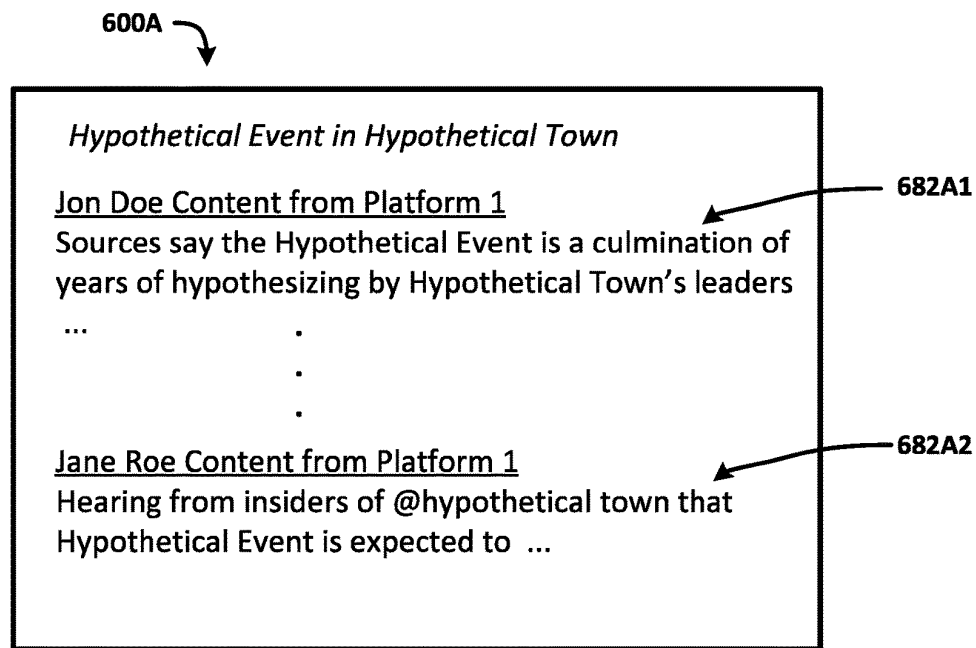 600A
Hypothetical Event in Hypothetical Town
Jon Doe Content from Platform 1
682A1
Sources say the Hypothetical Event is a culmination of
years of hypothesizing by Hypothetical Town's leaders
... .
.
.
Jane Roe Content from Platform 1
682A2
Hearing from insiders of @hypothetical town that
Hypothetical Event is expected to ...